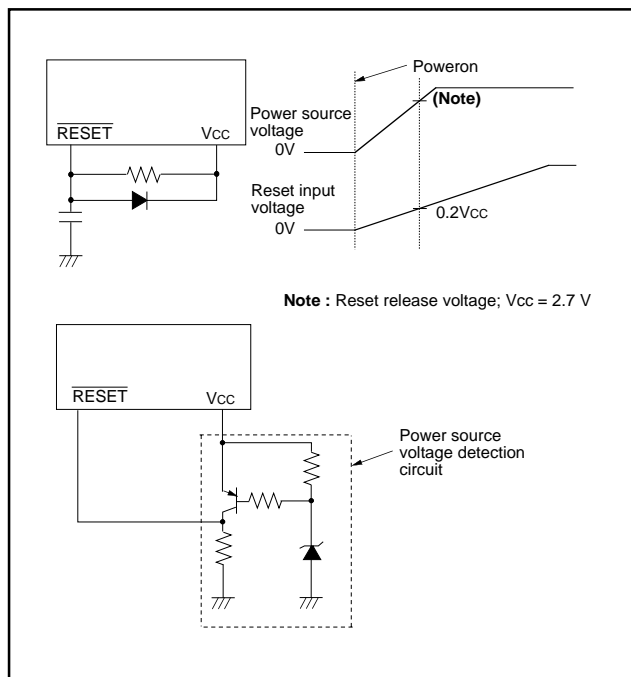 Poweron
(Note)
RESET
VCC
Power source
voltage
0V
Reset input
voltage
0V
0.2VCC
Note : Reset release voltage; Vcc = 2.7 V
RESET
VCC
Power source
voltage detection
circuit